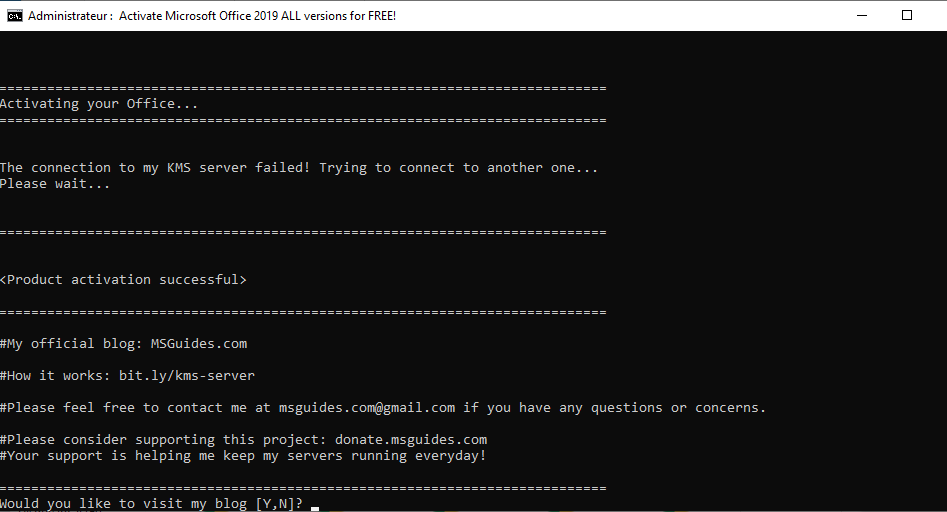 Administrateur : Activate Microsoft Office 2019 ALL versions for FREE!
============================================================================
Activating your Office...
============================================================================
The connection to my KMS server failed! Trying to connect to another one...
Please wait...
============================================================================
<Product activation successful>
============================================================================
#My official blog: MSGuides.com
#How it works: bit.ly/kms-server
#Please feel free to contact me at msguides.com@gmail.com if you have any questions or concerns.
#Please consider supporting this project: donate.msguides.com
#Your support is helping me keep my servers running everyday!
============================================================================
Would you like to visit my blog [Y,N]?